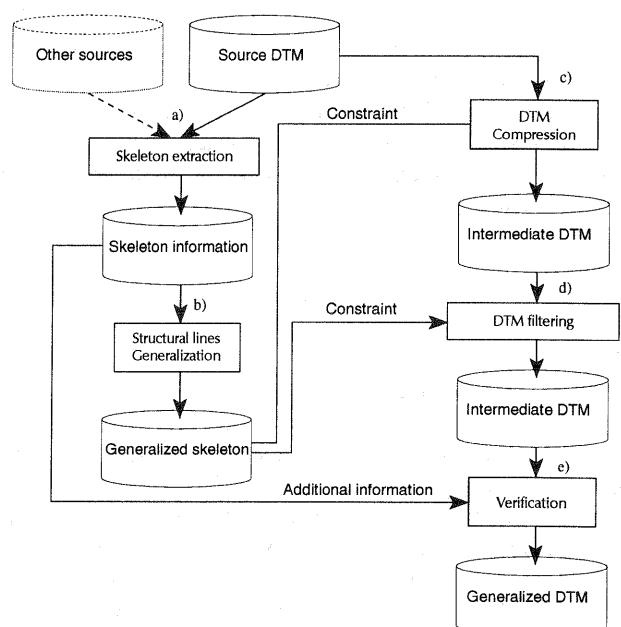 Other sources
Source DTM
a)
c)
Constraint
DTM
Compression
Skeleton extraction
Skeleton information
Intermediate DTM
b)
d)
Constraint
Structural lines
Generalization
DTM filtering
Generalized skeleton
Intermediate DTM
e)
Additional information
Verification
Generalized DTM